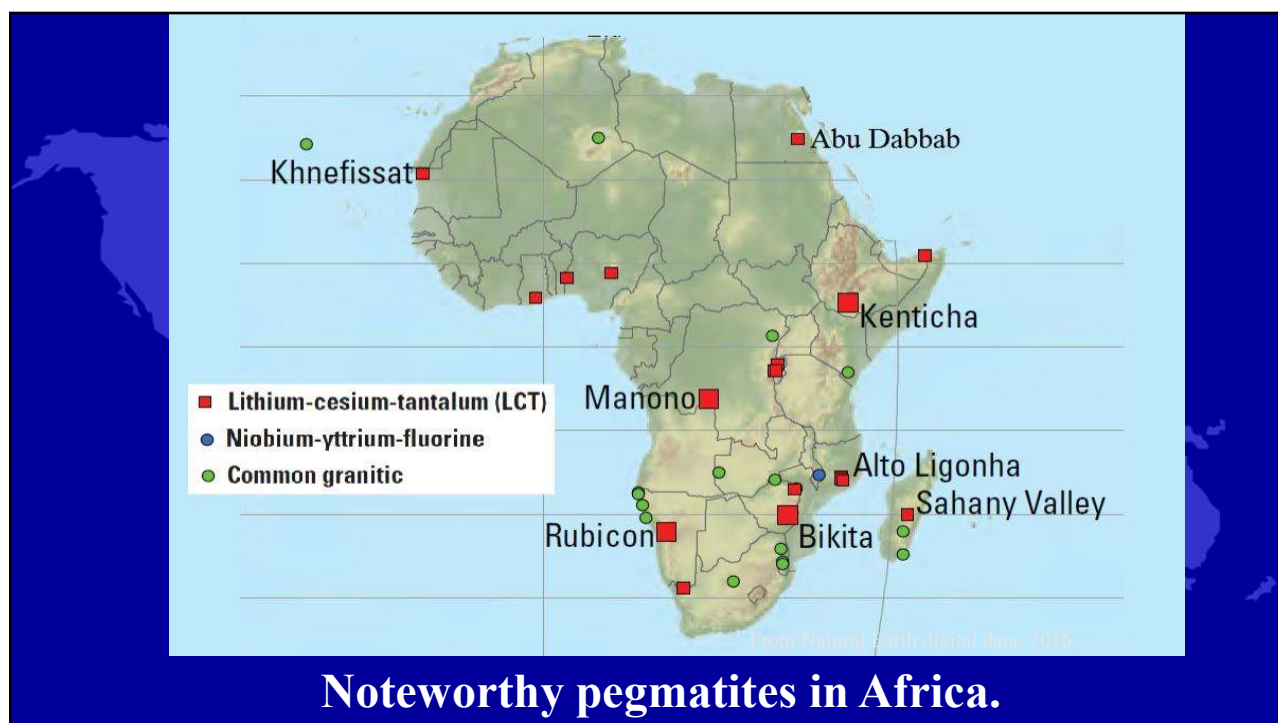 Abu Dabbab
Khnefissat
Kenticha
Manono
Lithium-cesium-tantalum (LCT)
Niobium-yttrium-fluorine
Common granitic
Alto Ligonha
Sahany Valley
Rubicon
Bikita
From Natural Earth digital data, 2016
Noteworthy pegmatites in Africa.